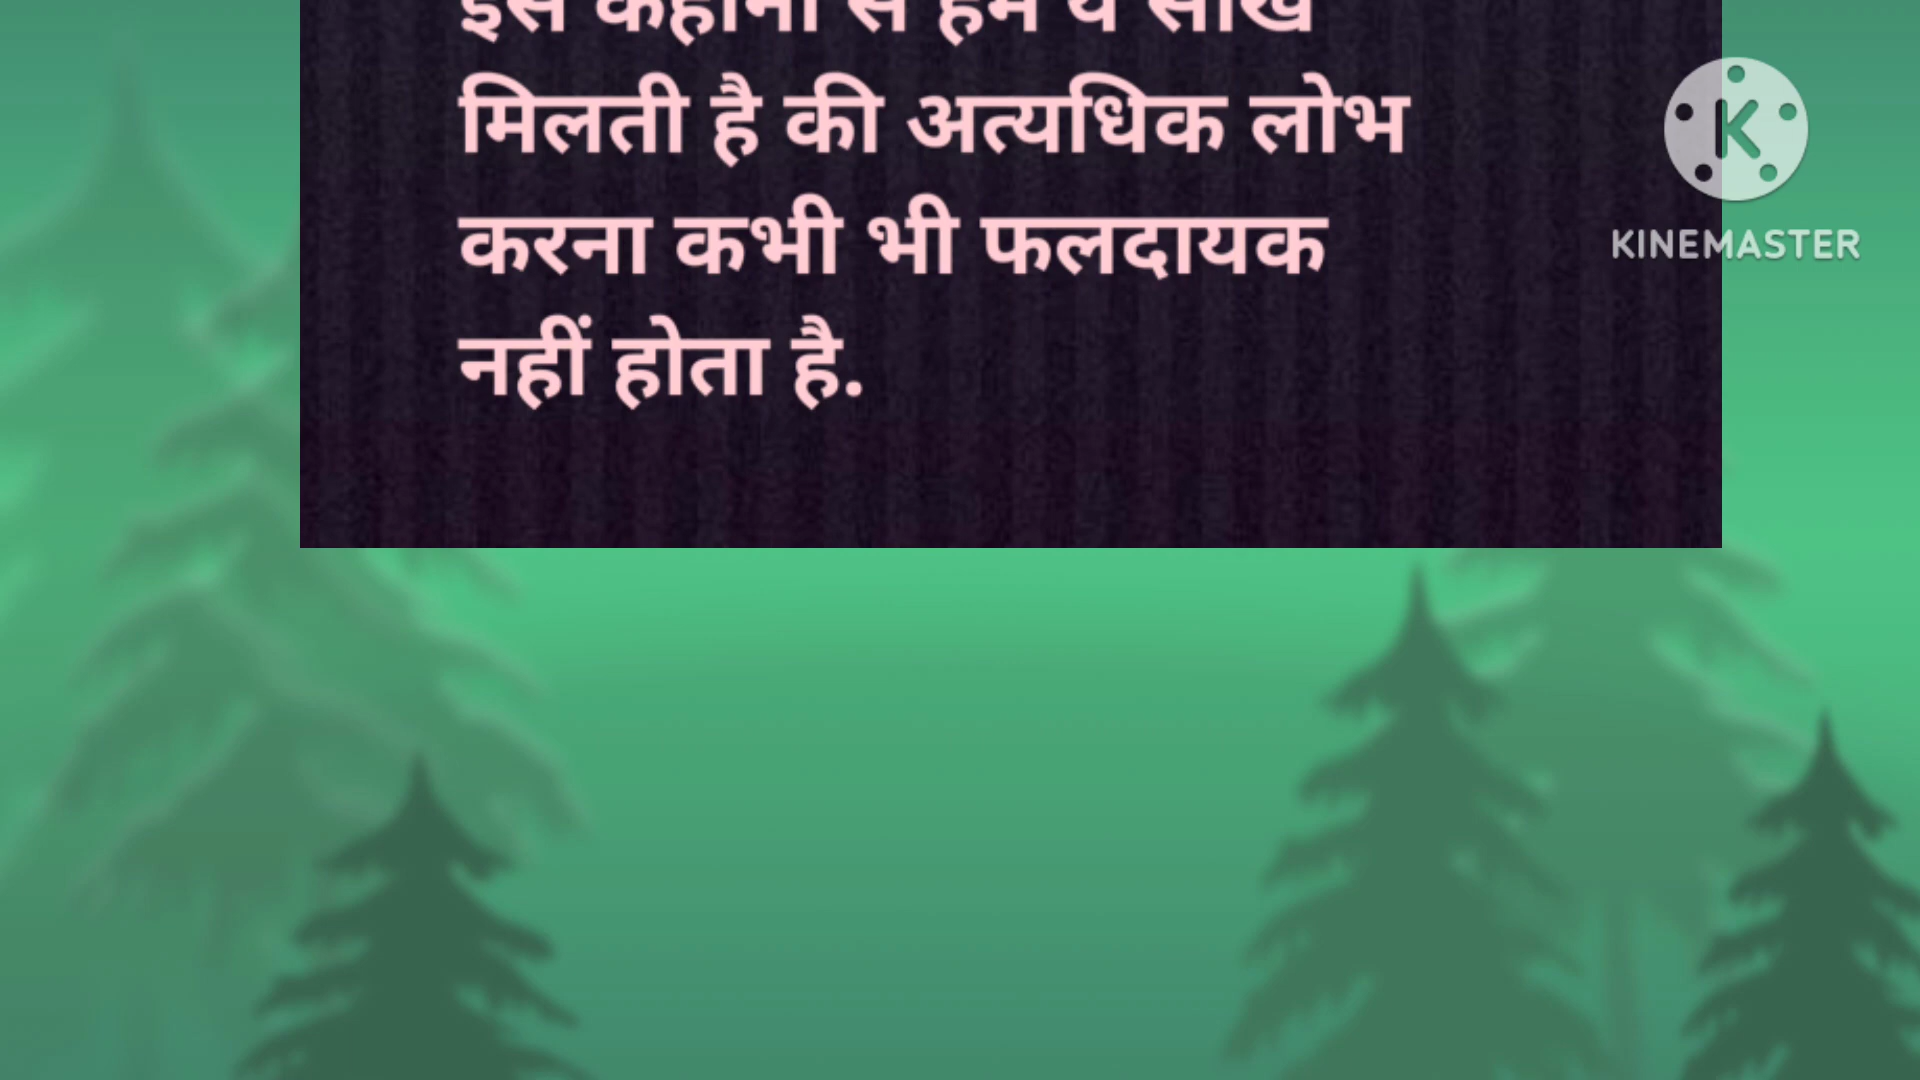 इस कहानी से हमें ये सीख
मिलती है की अत्यधिक लोभ
करना कभी भी फलदायक
नहीं होता है.
KINEMASTER